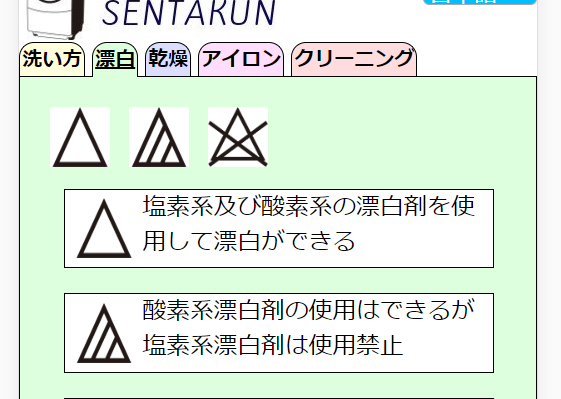 SENTAKUN
洗い方 漂白 乾燥 アイロン クリーニング
塩素系及び酸素系の漂白剤を使
用して漂白ができる
酸素系漂白剤の使用はできるが
塩素系漂白剤は使用禁止